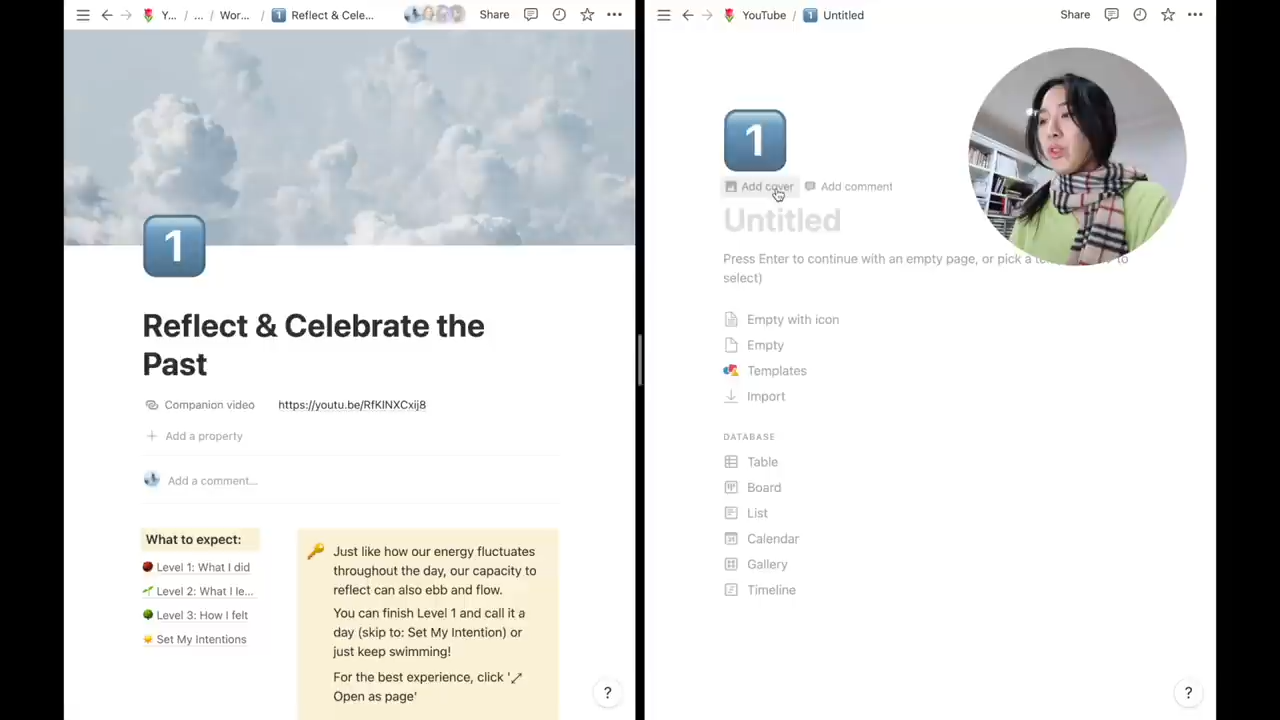 Y... / ... / Wor... / 1 Reflect & Cele... Share
1
Reflect & Celebrate the
Past
Companion video https://youtu.be/RfKINXCxij8
Add a property
Add a comment...
What to expect:
Level 1: What I did
Level 2: What I le...
Level 3: How I felt
Set My Intentions
Just like how our energy fluctuates
throughout the day, our capacity to
reflect can also ebb and flow.
You can finish Level 1 and call it a
day (skip to: Set My Intention) or
just keep swimming!
For the best experience, click '⤢
Open as page'
?
YouTube / 1 Untitled Share
1
Add cover Add comment
Untitled
Press Enter to continue with an empty page, or pick a to
select)
Empty with icon
Empty
Templates
Import
DATABASE
Table
Board
List
Calendar
Gallery
Timeline
?